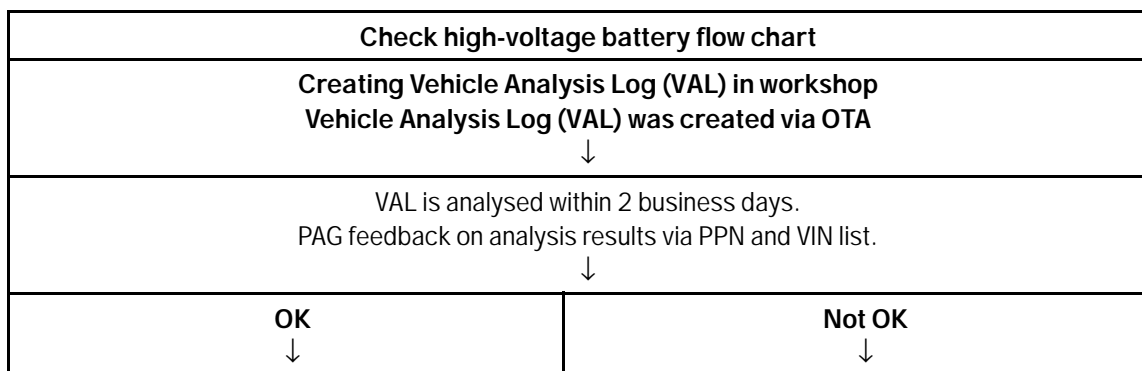 Check high-voltage battery flow chart
Creating Vehicle Analysis Log (VAL) in workshop
Vehicle Analysis Log (VAL) was created via OTA
↓
VAL is analysed within 2 business days.
PAG feedback on analysis results via PPN and VIN list.
↓
OK
↓
Not OK
↓